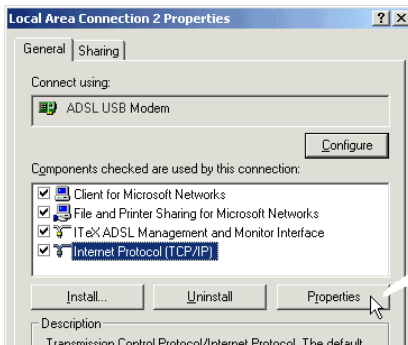 Local Area Connection 2 Properties
General Sharing
Connect using:
ADSL USB Modem
Configure
Components checked are used by this connection:
Client for Microsoft Networks
File and Printer Sharing for Microsoft Networks
ITeX ADSL Management and Monitor Interface
Internet Protocol (TCP/IP)
Install... Uninstall Properties
Description
Transmission Control Protocol/Internet Protocol. The default